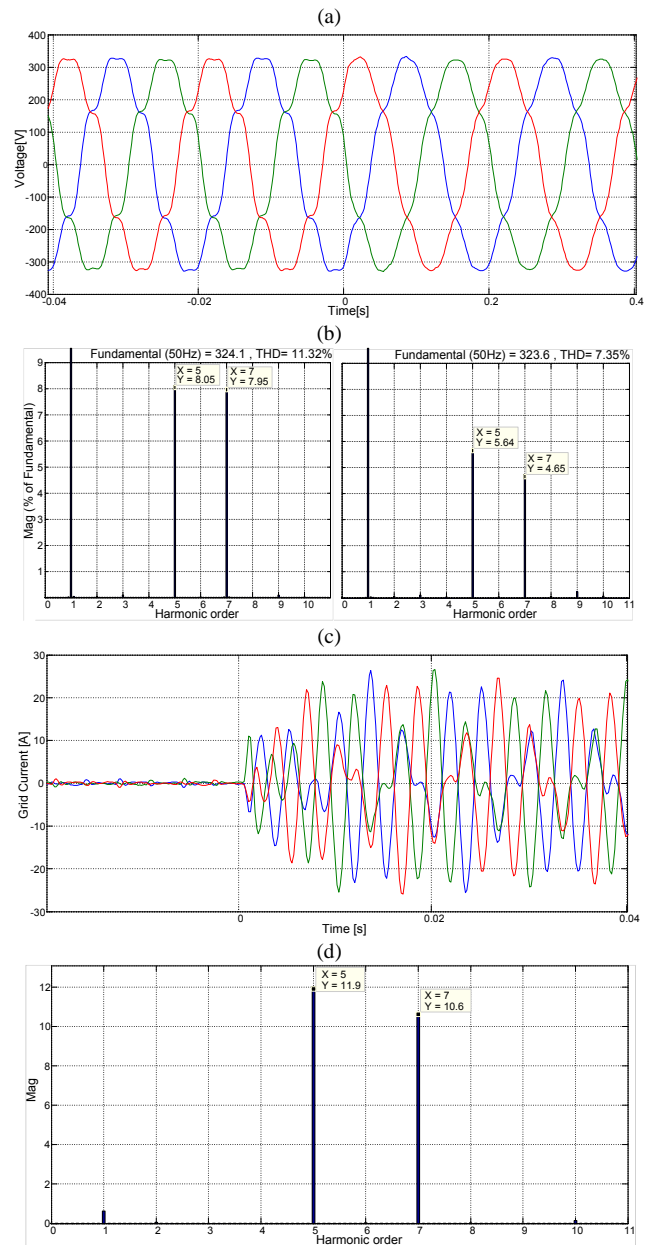 (a)
400
300
200
100
0
-100
-200
-300
-400
Voltage[V]
-0.04 -0.02 0 0.2 0.4
Time[s]
(b)
Fundamental (50Hz) = 324.1 , THD= 11.32%
X = 5
Y = 8.05
X = 7
Y = 7.95
9
8
7
6
5
4
3
2
1
Mag (% of Fundamental)
0 1 2 3 4 5 6 7 8 9 10
Harmonic order
Fundamental (50Hz) = 323.6 , THD= 7.35%
X = 5
Y = 5.64
X = 7
Y = 4.65
0 1 2 3 4 5 6 7 8 9 10 11
Harmonic order
(c)
30
20
10
0
-10
-20
-30
Grid Current [A]
0 0.02 0.04
Time [s]
(d)
X = 5
Y = 11.9
X = 7
Y = 10.6
12
10
8
6
4
2
0
Mag
0 1 2 3 4 5 6 7 8 9 10 11
Harmonic order